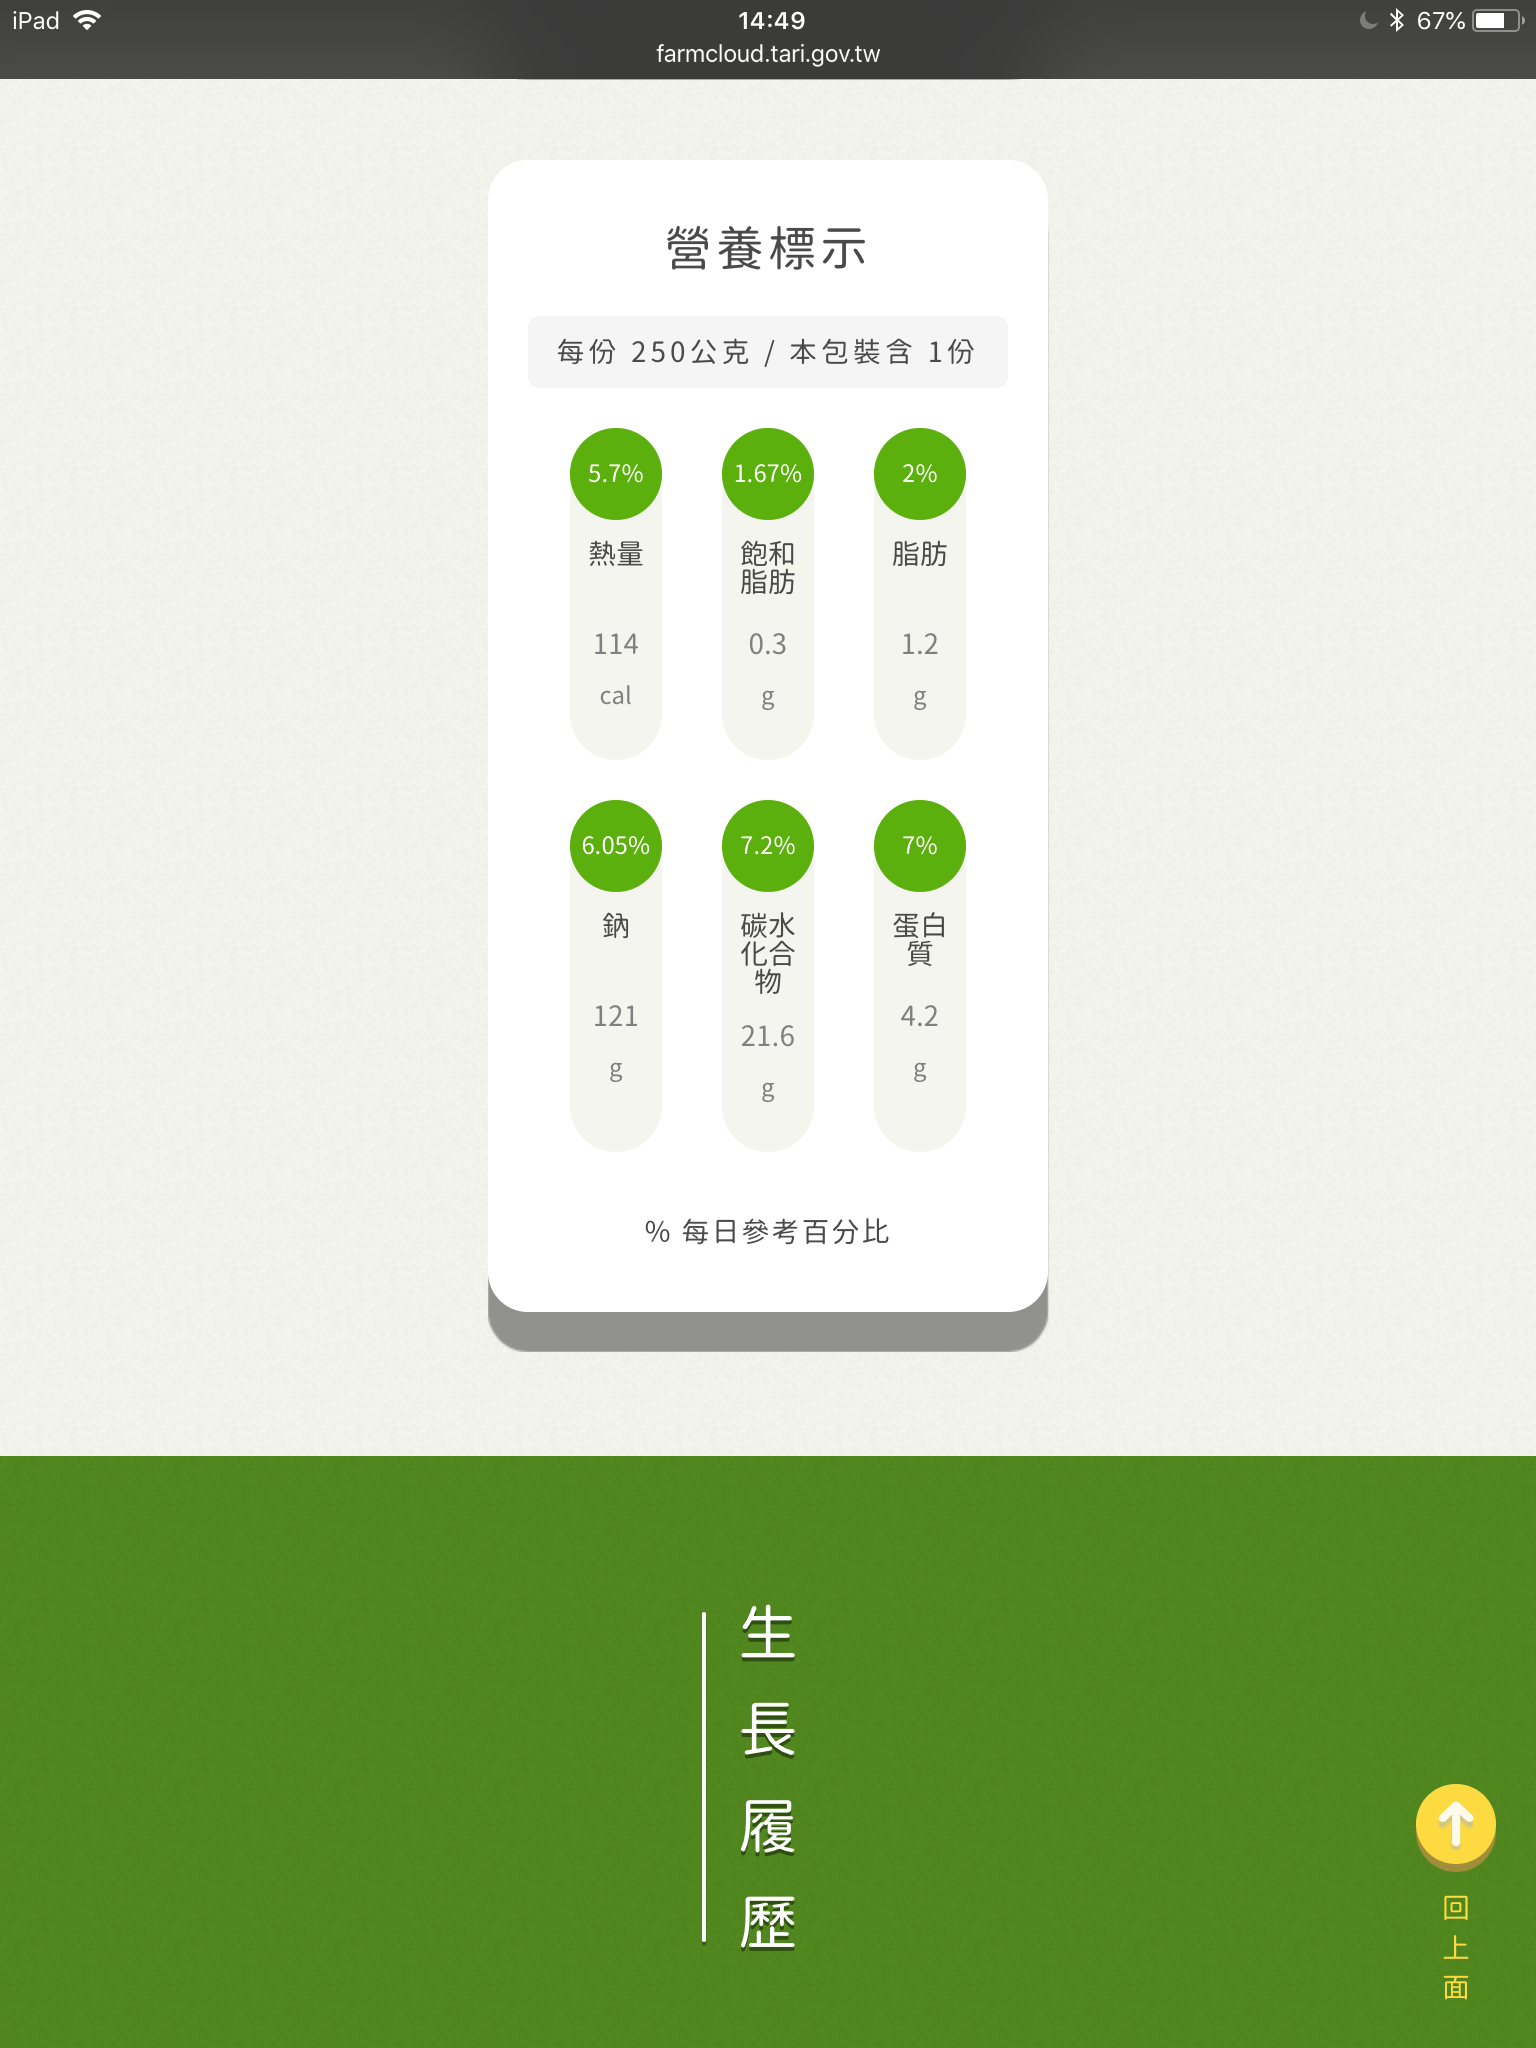 iPad
14:49
67%
farmcloud.tari.gov.tw
營養標示
每份 250公克 / 本包裝含 1份
5.7%
熱量
114
cal
1.67%
飽和
脂肪
0.3
g
2%
脂肪
1.2
g
6.05%
鈉
121
g
7.2%
碳水
化合
物
21.6
g
7%
蛋白
質
4.2
g
% 每日參考百分比
生長履歷
回上面